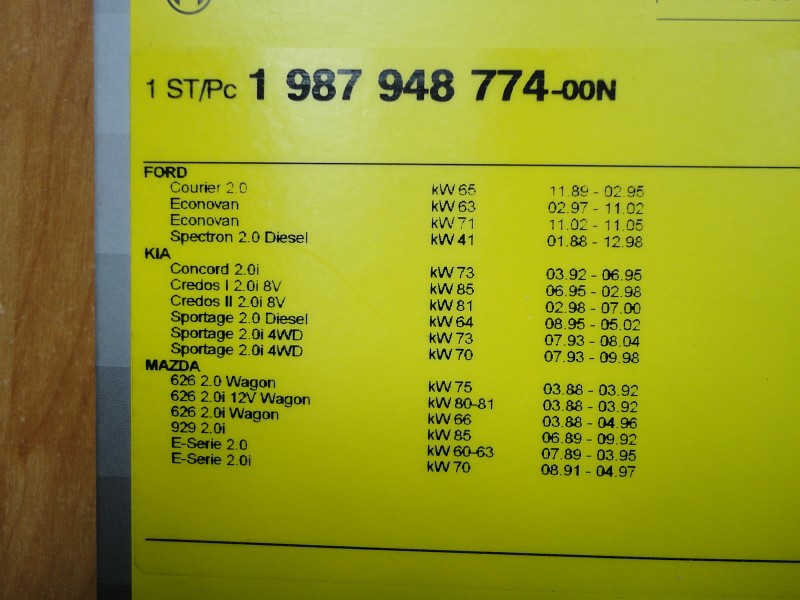 1 ST/Pc 1 987 948 774-00N
FORD
Courier 2.0 kW 65 11.89 - 02.95
Econovan kW 63 02.97 - 11.02
Econovan kW 71 11.02 - 11.05
Spectron 2.0 Diesel kW 41 01.88 - 12.98
KIA
Concord 2.0i kW 73 03.92 - 06.95
Credos I 2.0i 8V kW 85 06.95 - 02.98
Credos II 2.0i 8V kW 81 02.98 - 07.00
Sportage 2.0 Diesel kW 64 08.95 - 05.02
Sportage 2.0i 4WD kW 73 07.93 - 08.04
Sportage 2.0i 4WD kW 70 07.93 - 09.98
MAZDA
626 2.0 Wagon kW 75 03.88 - 03.92
626 2.0i 12V Wagon kW 80-81 03.88 - 03.92
626 2.0i Wagon kW 66 03.88 - 04.96
929 2.0i kW 85 06.89 - 09.92
E-Serie 2.0 kW 60-63 07.89 - 03.95
E-Serie 2.0i kW 70 08.91 - 04.97